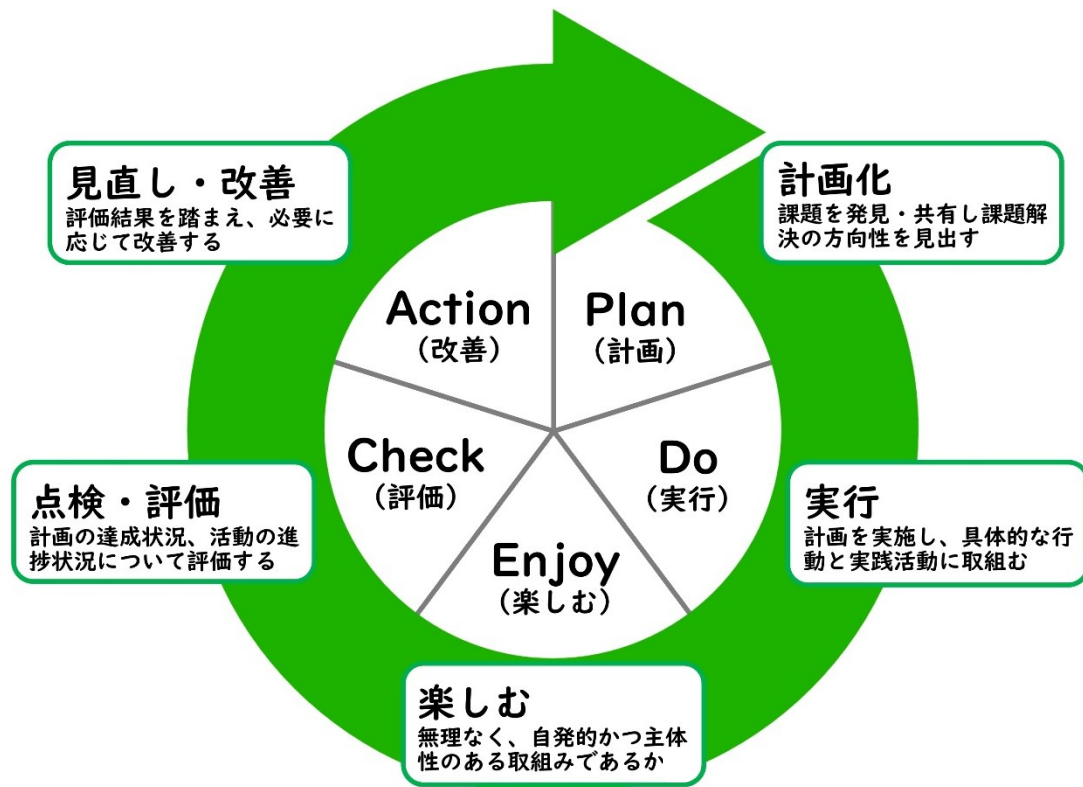 見直し・改善
評価結果を踏まえ、必要に
応じて改善する
計画化
課題を発見・共有し課題解
決の方向性を見出す
Action
（改善）
Plan
（計画）
Check
（評価）
Do
（実行）
Enjoy
（楽しむ）
点検・評価
計画の達成状況、活動の進
捗状況について評価する
実行
計画を実施し、具体的な行
動と実践活動に取組む
楽しむ
無理なく、自発的かつ主体
性のある取組みであるか